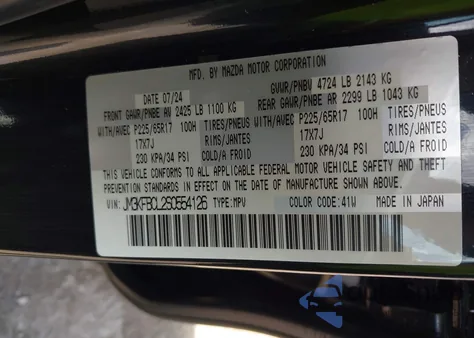 MFD. BY MAZDA MOTOR CORPORATION
DATE 07/24 GVWR/PNBV 4724 LB 2143 KG
FRONT GAWR/PNBE AV 2425 LB 1100 KG REAR GAWR/PNBE AR 2299 LB 1043 KG
WITH/AVEC P225/65R17 100H TIRES/PNEUS WITH/AVEC P225/65R17 100H TIRES/PNEUS
17X7J RIMS/JANTES 17X7J RIMS/JANTES
230 KPA/34 PSI COLD/A FROID 230 KPA/34 PSI COLD/A FROID
THIS VEHICLE CONFORMS TO ALL APPLICABLE FEDERAL MOTOR VEHICLE SAFETY AND THEFT
PREVENTION STANDARDS IN EFFECT ON THE DATE OF MANUFACTURE SHOWN ABOVE.
VIN: JM3KFBCL2S0554126 TYPE: MPV COLOR: 41W MADE IN JAPAN